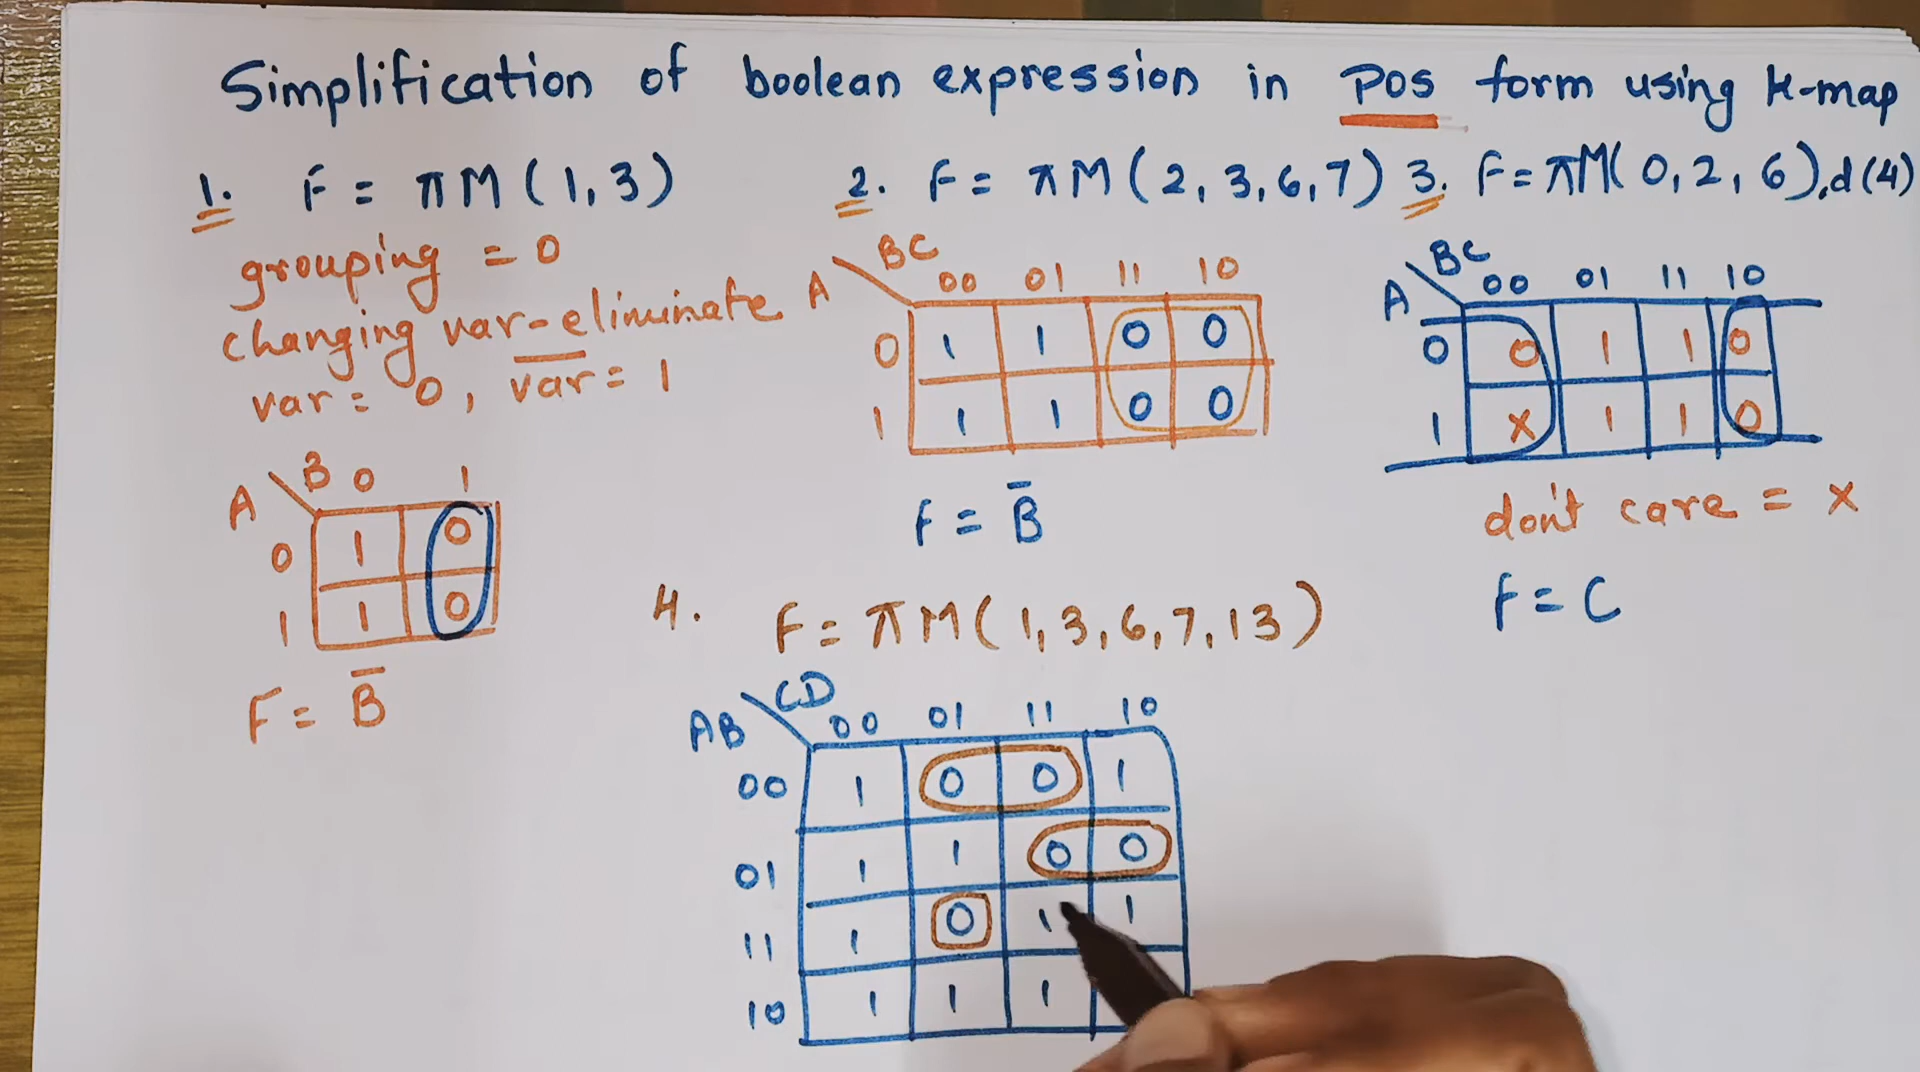 Simplification of boolean expression in POS form using K-map
1. F = πM(1,3)
grouping = 0
changing var-eliminate
var = 0, v̅a̅r̅ = 1
A B 0 1
0 1 0
1 1 0
F = B̅
2. F = πM(2,3,6,7)
A BC 00 01 11 10
0 1 1 0 0
1 1 1 0 0
F = B̅
3. F = πM(0,2,6).d(4)
A BC 00 01 11 10
0 0 1 1 0
1 X 1 1 0
don't care = X
F = C
4. F = πM(1,3,6,7,13)
AB CD 00 01 11 10
00 1 0 0 1
01 1 1 0 0
11 1 0 1 1
10 1 1 1